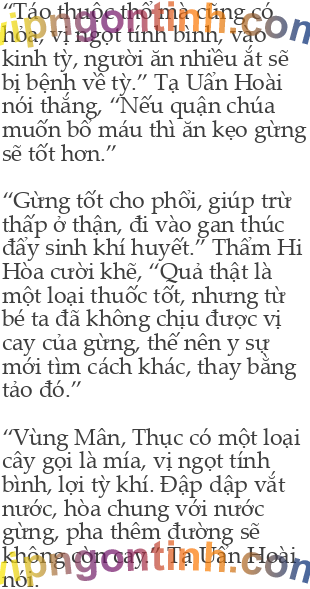 “Táo thuộc thổ mà cũng có
hỏa, vị ngọt tính bình, vào
kinh tỳ, người ăn nhiều ắt sẽ
bị bệnh về tỳ.” Tạ Uẩn Hoài
nói thẳng, “Nếu quận chúa
muốn bổ máu thì ăn kẹo gừng
sẽ tốt hơn.”
“Gừng tốt cho phổi, giúp trừ
thấp ở thận, đi vào gan thúc
đẩy sinh khí huyết.” Thẩm Hi
Hòa cười khẽ, “Quả thật là
một loại thuốc tốt, nhưng từ
bé ta đã không chịu được vị
cay của gừng, thế nên y sự
mới tìm cách khác, thay bằng
tảo đó.”
“Vùng Mân, Thục có một loại
cây gọi là mía, vị ngọt tính
bình, lợi tỳ khí. Đập dập vắt
nước, hòa chung với nước
gừng, pha thêm đường sẽ
không còn cay.” Tạ Uẩn Hoài
nói.